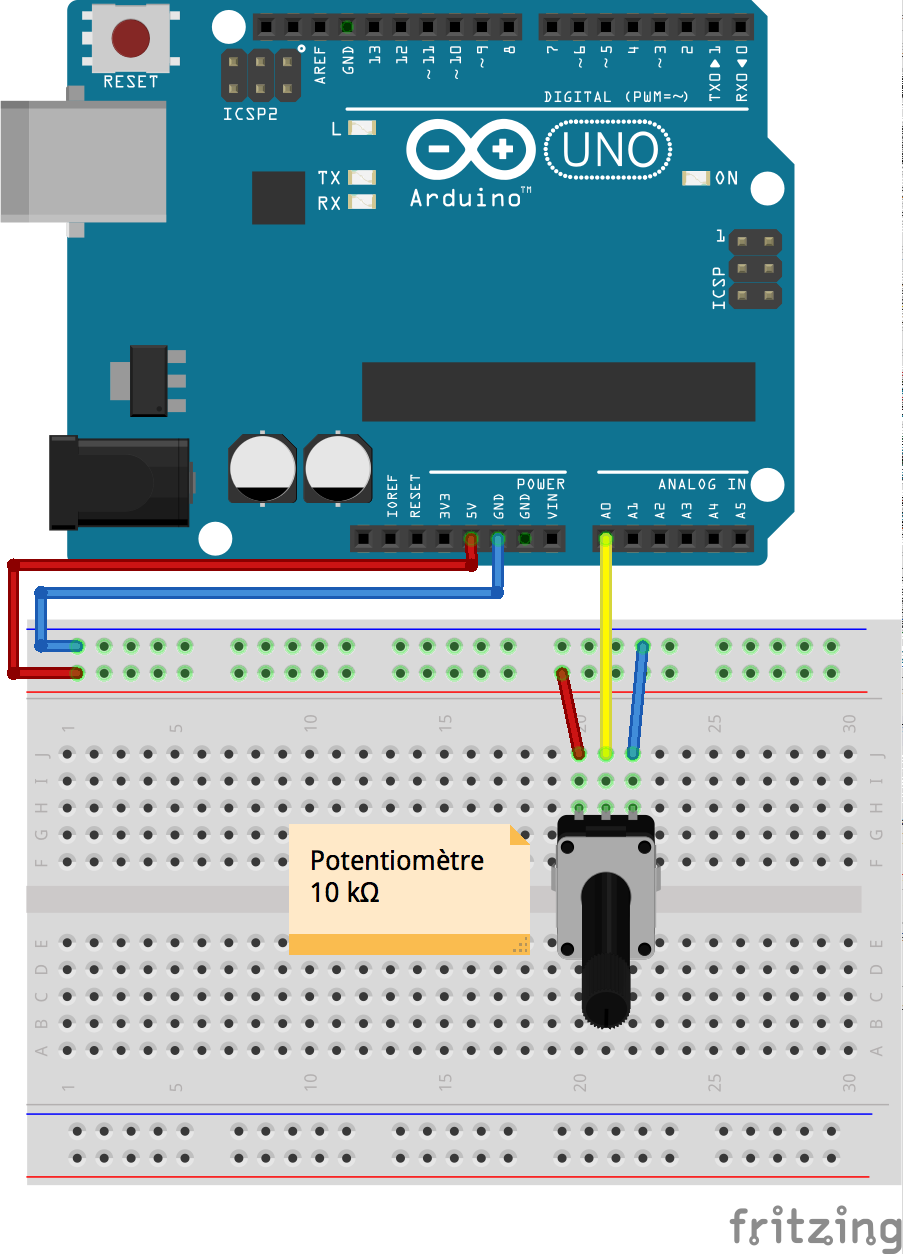 RESET
ICSP2
AREF
GND
13
12
~11
~10
~9
8
7
~6
~5
4
~3
2
TX0▶1
RX0◀0
DIGITAL (PWM=~)
L
TX
RX
Arduino™
UNO
ON
1
ICSP
POWER
ANALOG IN
IOREF
RESET
3V3
5V
GND
GND
VIN
A0
A1
A2
A3
A4
A5
1 5 10 15 20 25 30
J J
I I
H H
G G
F F
Potentiomètre
10 kΩ
E E
D D
C C
B B
A A
1 5 10 15 20 25 30
fritzing